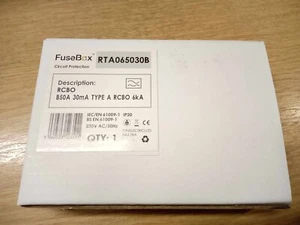 FuseBox
Circuit Protection
RTA065030B
Description:
RCBO
B50A 30mA TYPE A RCBO 6kA
IEC/EN 61009-1 IP20
BS EN 61009-1
230V AC/50Hz
QTY- 1